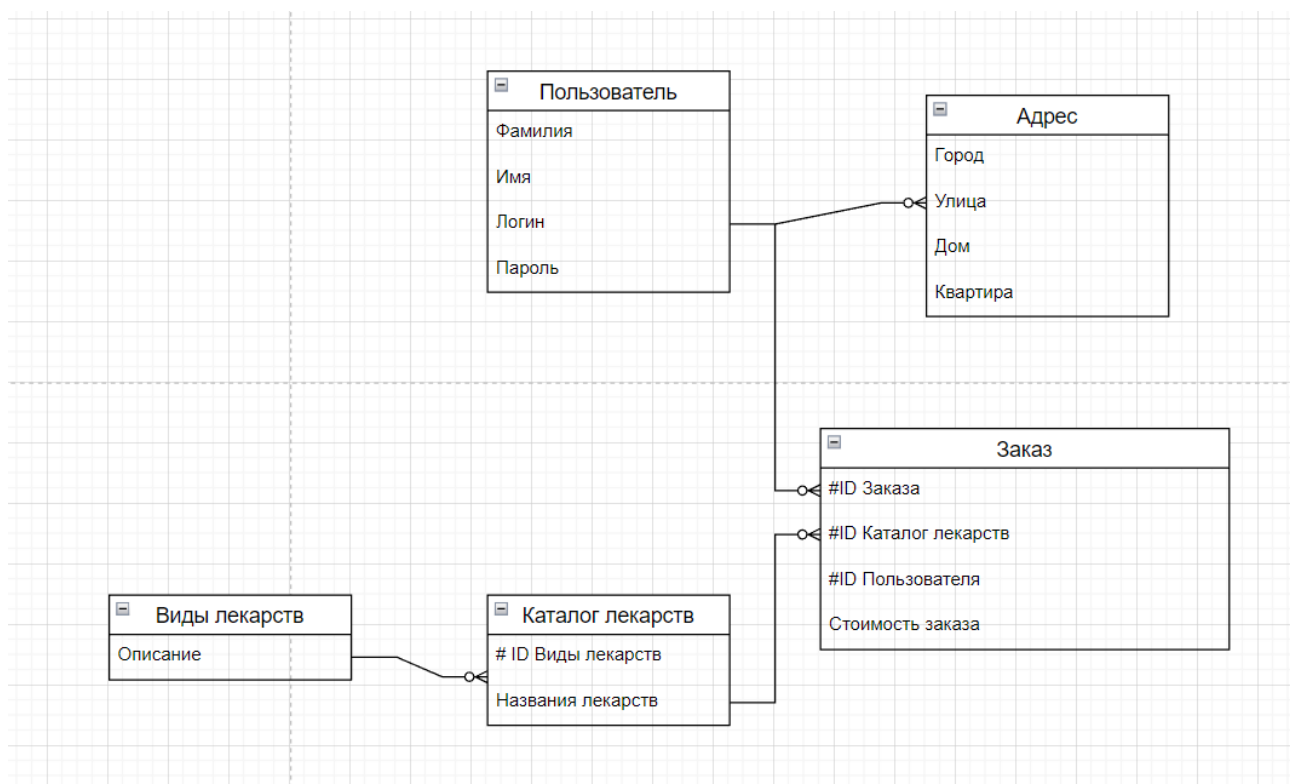 Пользователь
Фамилия
Имя
Логин
Пароль
Адрес
Город
Улица
Дом
Квартира
Заказ
#ID Заказа
#ID Каталог лекарств
#ID Пользователя
Стоимость заказа
Виды лекарств
Описание
Каталог лекарств
# ID Виды лекарств
Названия лекарств